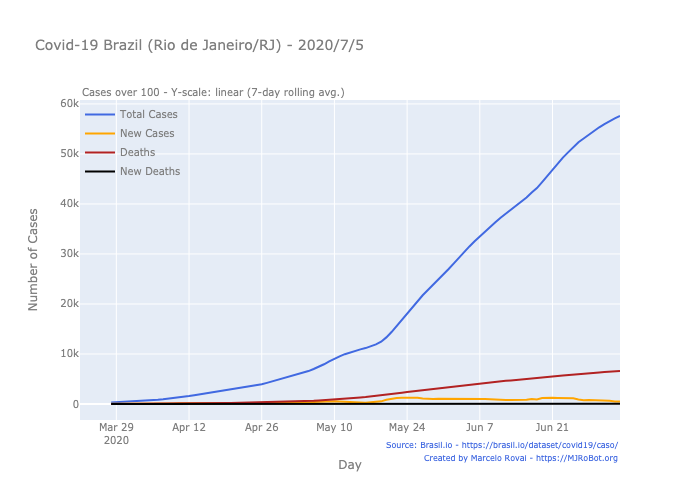 Covid-19 Brazil (Rio de Janeiro/RJ) - 2020/7/5
Cases over 100 - Y-scale: linear (7-day rolling avg.)
Total Cases
New Cases
Deaths
New Deaths
Number of Cases
60k
50k
40k
30k
20k
10k
0
Mar 29
2020
Apr 12
Apr 26
May 10
May 24
Jun 7
Jun 21
Day
Source: Brasil.io - https://brasil.io/dataset/covid19/caso/
Created by Marcelo Rovai - https://MJRoBot.org